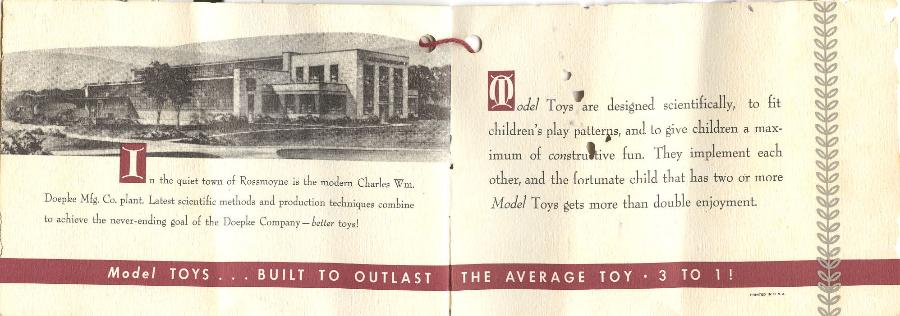 In the quiet town of Rossmoyne is the modern Charles Wm.
Doepke Mfg. Co. plant. Latest scientific methods and production techniques combine
to achieve the never-ending goal of the Doepke Company—better toys!
Model Toys are designed scientifically, to fit
children's play patterns, and to give children a max-
imum of constructive fun. They implement each
other, and the fortunate child that has two or more
Model Toys gets more than double enjoyment.
Model TOYS . . . BUILT TO OUTLAST THE AVERAGE TOY · 3 TO 1!
PRINTED IN U.S.A.